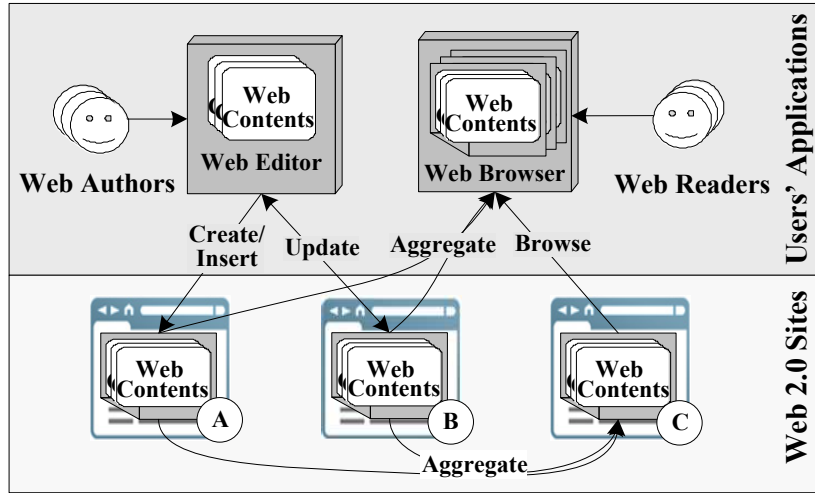 Web
Contents
Web Editor
Web Authors
Web
Contents
Web Browser
Web Readers
Users' Applications
Create/
Insert
Update
Aggregate
Browse
Web
Contents
A
Web
Contents
B
Web
Contents
C
Aggregate
Web 2.0 Sites